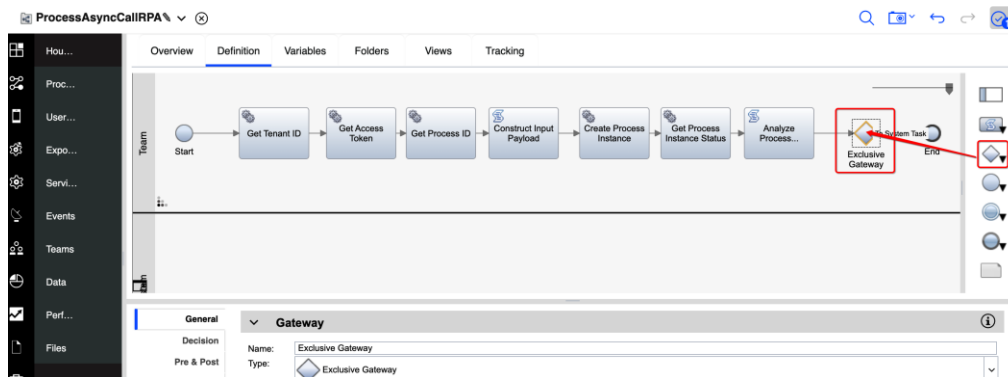 ProcessAsyncCallRPA
Hou...
Proc...
User...
Expo...
Servi...
Events
Teams
Data
Perf...
Files
Overview Definition Variables Folders Views Tracking
Team
Start
Get Tenant ID
Get Access
Token
Get Process ID
Construct Input
Payload
Create Process
Instance
Get Process
Instance Status
Analyze
Process...
To System Task
Exclusive
Gateway
End
General
Decision
Pre & Post
Gateway
Name: Exclusive Gateway
Type: Exclusive Gateway